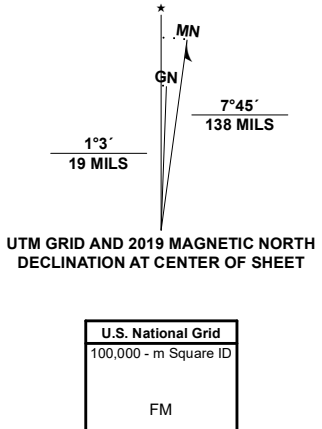 MN
GN
7°45´
138 MILS
1°3´
19 MILS
UTM GRID AND 2019 MAGNETIC NORTH
DECLINATION AT CENTER OF SHEET
U.S. National Grid
100,000 - m Square ID
FM